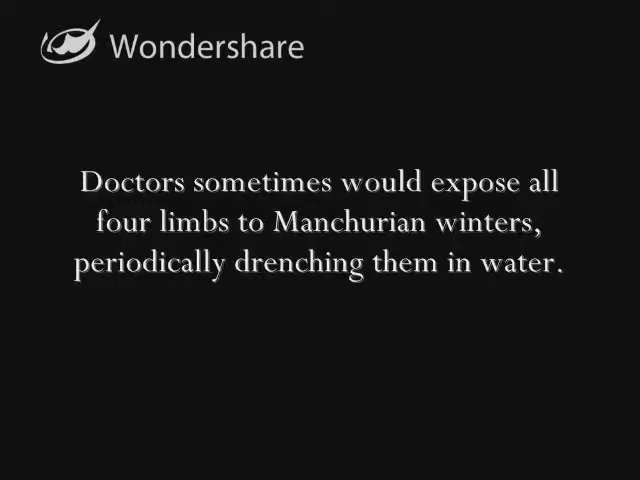 Wondershare
Doctors sometimes would expose all
four limbs to Manchurian winters,
periodically drenching them in water.